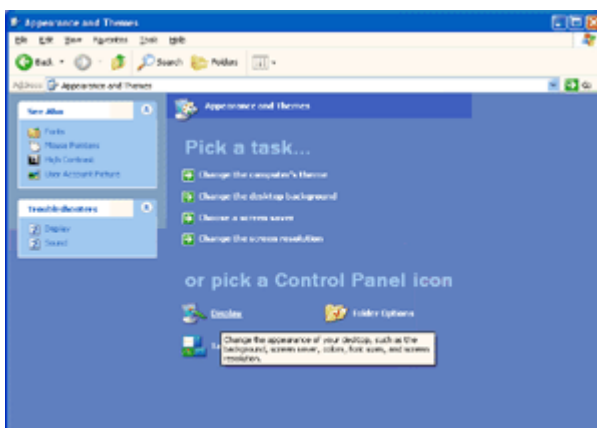 Appearance and Themes
File Edit View Favorites Tools Help
Back Search Folders
Address Appearance and Themes Go
See Also
Fonts
Mouse Pointers
High Contrast
User Account Picture
Troubleshooters
Display
Sound
Appearance and Themes
Pick a task...
Change the computer's theme
Change the desktop background
Choose a screen saver
Change the screen resolution
or pick a Control Panel icon
Display Folder Options
Change the appearance of your desktop, such as the
background, screen saver, colors, font sizes, and screen
resolution.